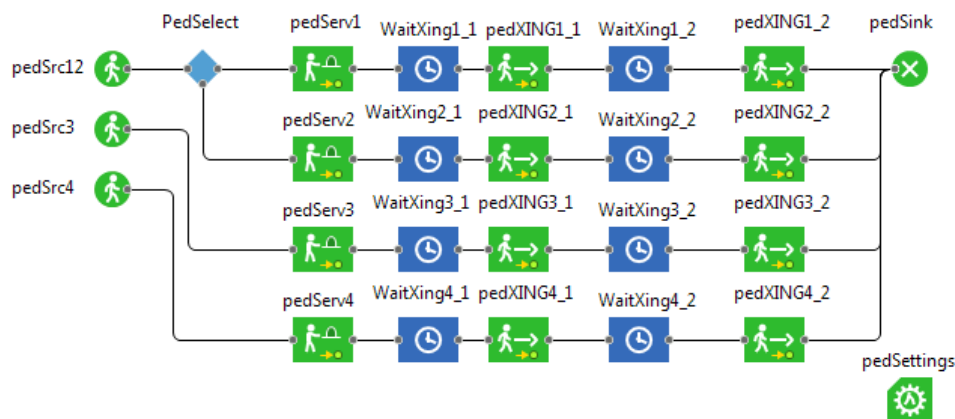 PedSelect pedServ1 WaitXing1_1 pedXING1_1 WaitXing1_2 pedXING1_2 pedSink
pedSrc12
pedServ2 WaitXing2_1 pedXING2_1 WaitXing2_2 pedXING2_2
pedSrc3
pedSrc4
pedServ3 WaitXing3_1 pedXING3_1 WaitXing3_2 pedXING3_2
pedServ4 WaitXing4_1 pedXING4_1 WaitXing4_2 pedXING4_2
pedSettings